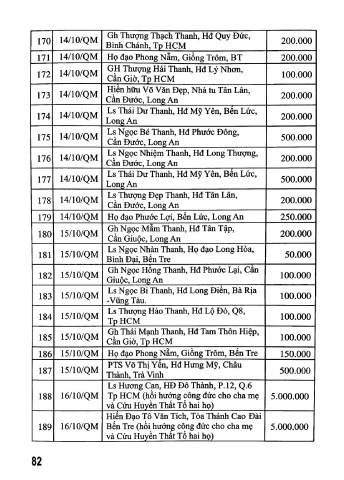 170 14/10/QM Gh Thượng Thạch Thanh, Hđ Quy Đức, 200.000
Bình Chánh, Tp HCM
171 14/10/QM Họ đạo Phong Nẫm, Giồng Trôm, BT 200.000
172 14/10/QM GH Thượng Hải Thanh, Hđ Lý Nhơn, 100.000
Cần Giờ, Tp HCM
173 14/10/QM Hiền hữu Võ Văn Đẹp, Nhà tu Tân Lân, 200.000
Cần Đước, Long An
174 14/10/QM Ls Thái Dư Thanh, Hđ Mỹ Yên, Bến Lức, 200.000
Long An
175 14/10/QM Ls Ngọc Bé Thanh, Hđ Phước Đông, 500.000
Cần Đước, Long An
176 14/10/QM Ls Ngọc Nhiệm Thanh, Hđ Long Thượng, 200.000
Cần Đước, Long An
177 14/10/QM Ls Thái Dư Thanh, Hđ Mỹ Yên, Bến Lức, 500.000
Long An
178 14/10/QM Ls Thượng Đẹp Thanh, Hđ Tân Lân, 200.000
Cần Đước, Long An
179 14/10/QM Họ đạo Phước Lợi, Bến Lức, Long An 250.000
180 15/10/QM Gh Ngọc Mẫm Thanh, Hđ Tân Tập, 200.000
Cần Giuộc, Long An
181 15/10/QM Ls Ngọc Nhàn Thanh, Họ đạo Long Hòa, 50.000
Bình Đại, Bến Tre
182 15/10/QM Gh Ngọc Hồng Thanh, Hđ Phước Lại, Cần 100.000
Giuộc, Long An
183 15/10/QM Ls Ngọc Bi Thanh, Hđ Long Điền, Bà Rịa 100.000
-Vũng Tàu.
184 15/10/QM Ls Thượng Hào Thanh, Hđ Lộ Đỏ, Q8, 100.000
Tp HCM
185 15/10/QM Gh Thái Mạnh Thanh, Hđ Tam Thôn Hiệp, 100.000
Cần Giờ, Tp HCM
186 15/10/QM Họ đạo Phong Nẫm, Giồng Trôm, Bến Tre 150.000
187 15/10/QM PTS Võ Thị Yến, Hđ Hưng Mỹ, Châu 500.000
Thành, Trà Vinh
188 16/10/QM Ls Hương Can, HĐ Đô Thành, P.12, Q.6 5.000.000
Tp HCM (hồi hướng công đức cho cha mẹ
và Cửu Huyền Thất Tổ hai họ)
189 16/10/QM Hiền Đạo Tô Văn Tích, Tòa Thánh Cao Đài 5.000.000
Bến Tre (hồi hướng công đức cho cha mẹ
và Cửu Huyền Thất Tổ hai họ)
82